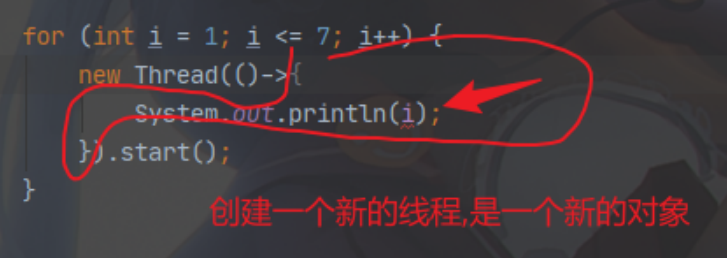 for (int i = 1; i <= 7; i++) {
new Thread(()->{
System.out.println(i);
}).start();
}
创建一个新的线程,是一个新的对象